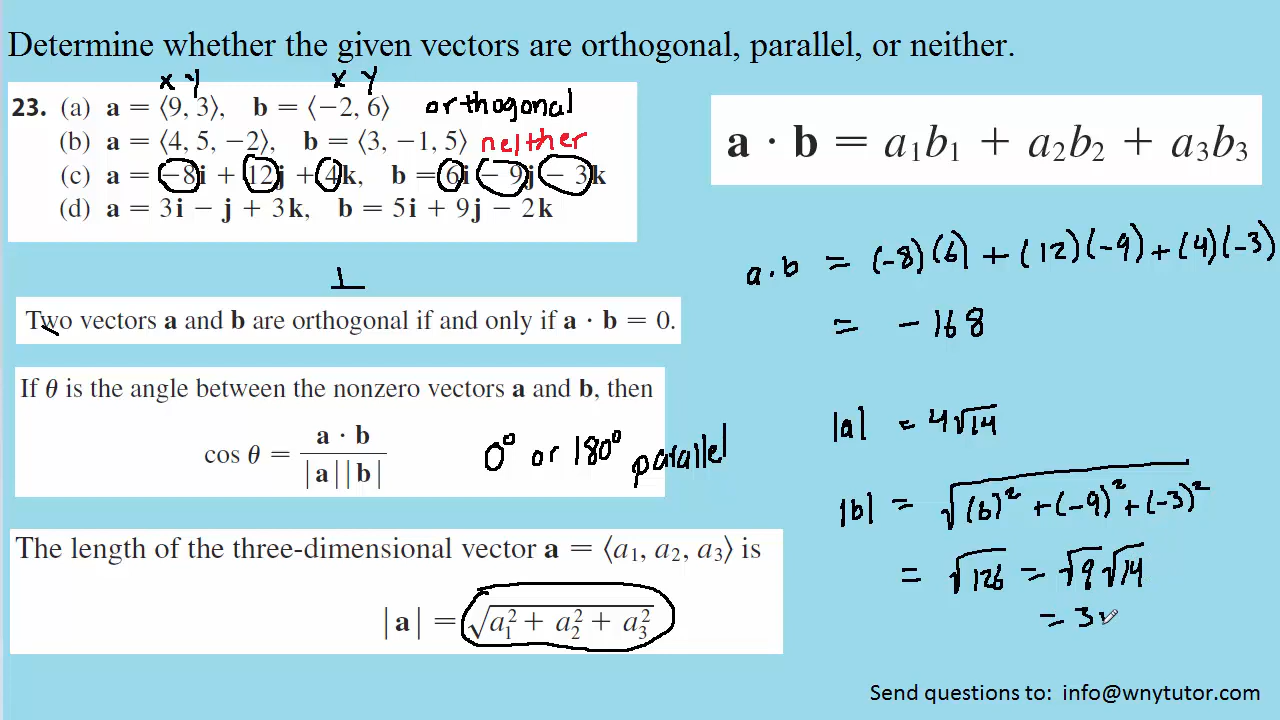 Determine whether the given vectors are orthogonal, parallel, or neither.
x y x y
23. (a) a = ⟨9, 3⟩, b = ⟨−2, 6⟩ orthogonal
(b) a = ⟨4, 5, −2⟩, b = ⟨3, −1, 5⟩ neither
(c) a = −8i + 12j + 4k, b = 6i − 9j − 3k
(d) a = 3i − j + 3k, b = 5i + 9j − 2k
⊥
Two vectors a and b are orthogonal if and only if a · b = 0.
If θ is the angle between the nonzero vectors a and b, then
cos θ = a · b / |a||b|
0° or 180° parallel
The length of the three-dimensional vector a = ⟨a₁, a₂, a₃⟩ is
|a| = √(a₁² + a₂² + a₃²)
a · b = a₁b₁ + a₂b₂ + a₃b₃
a · b = (-8)(6) + (12)(-9) + (4)(-3)
= -168
|a| = 4√14
|b| = √((6)² + (-9)² + (-3)²)
= √126 = √9 √14
= 3√
Send questions to: info@wnytutor.com